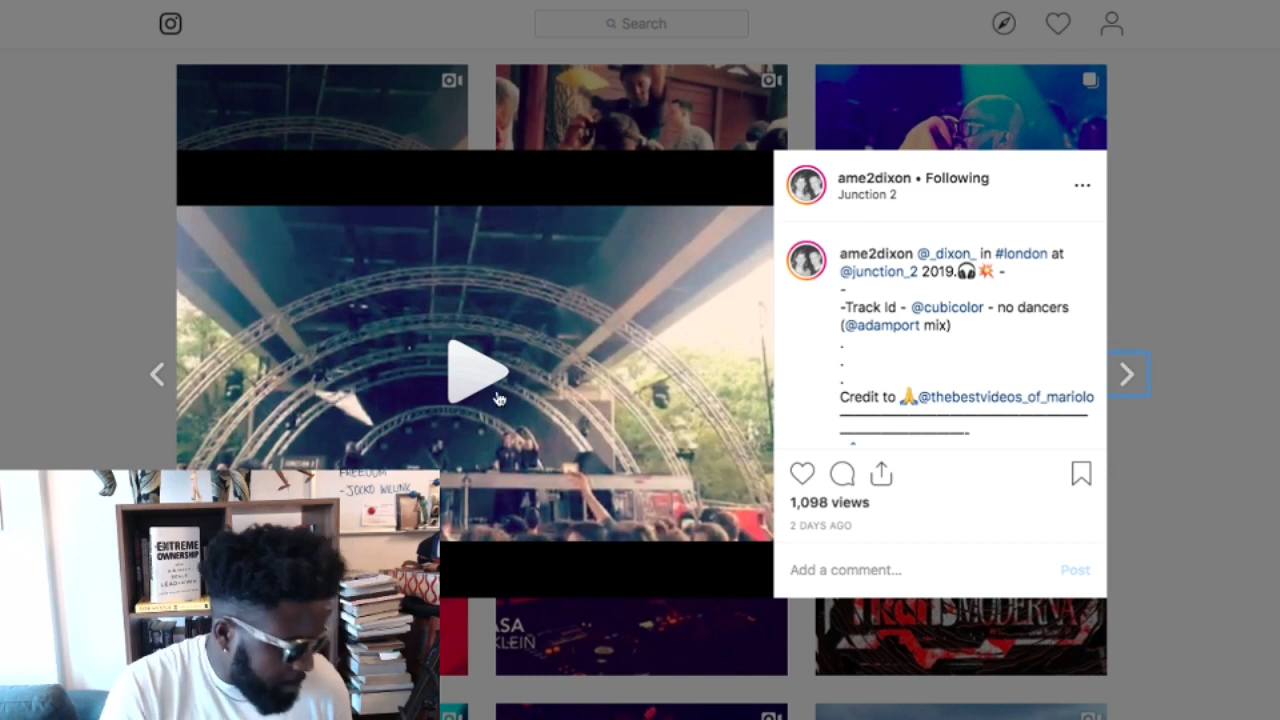 Search
ame2dixon • Following
Junction 2
ame2dixon @_dixon_ in #london at
@junction_2 2019.🎧💥 -
-
-Track Id - @cubicolor - no dancers
(@adamport mix)
.
.
.
Credit to 🙏@thebestvideos_of_mariolo
1,098 views
2 DAYS AGO
Add a comment... Post
FREEDOM
- JOCKO WILLINK
EXTREME
OWNERSHIP
KLEIN
MODERNA